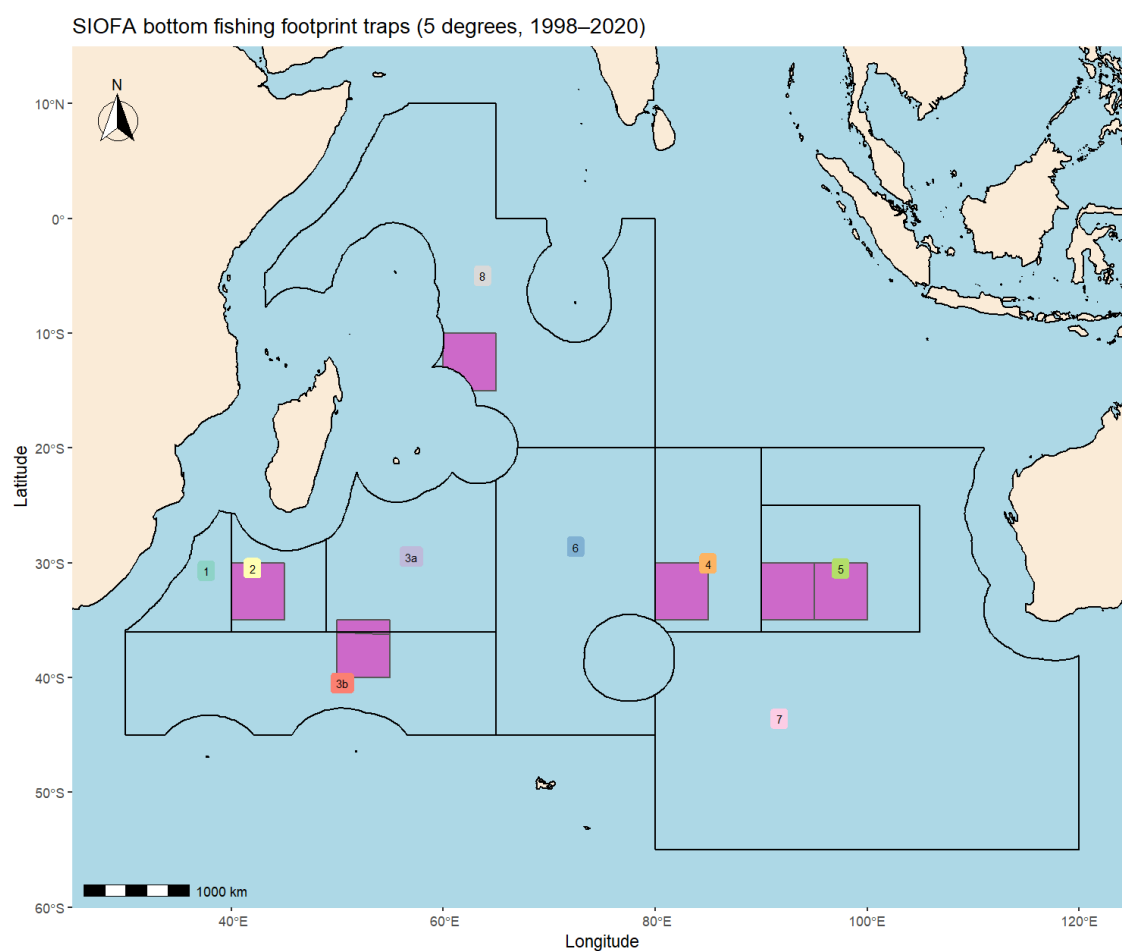 SIOFA bottom fishing footprint traps (5 degrees, 1998–2020)
N
10°N
0°
8
10°S
20°S
Latitude
3a
6
30°S
1
2
4
5
40°S
3b
7
50°S
1000 km
60°S
40°E
60°E
80°E
100°E
120°E
Longitude